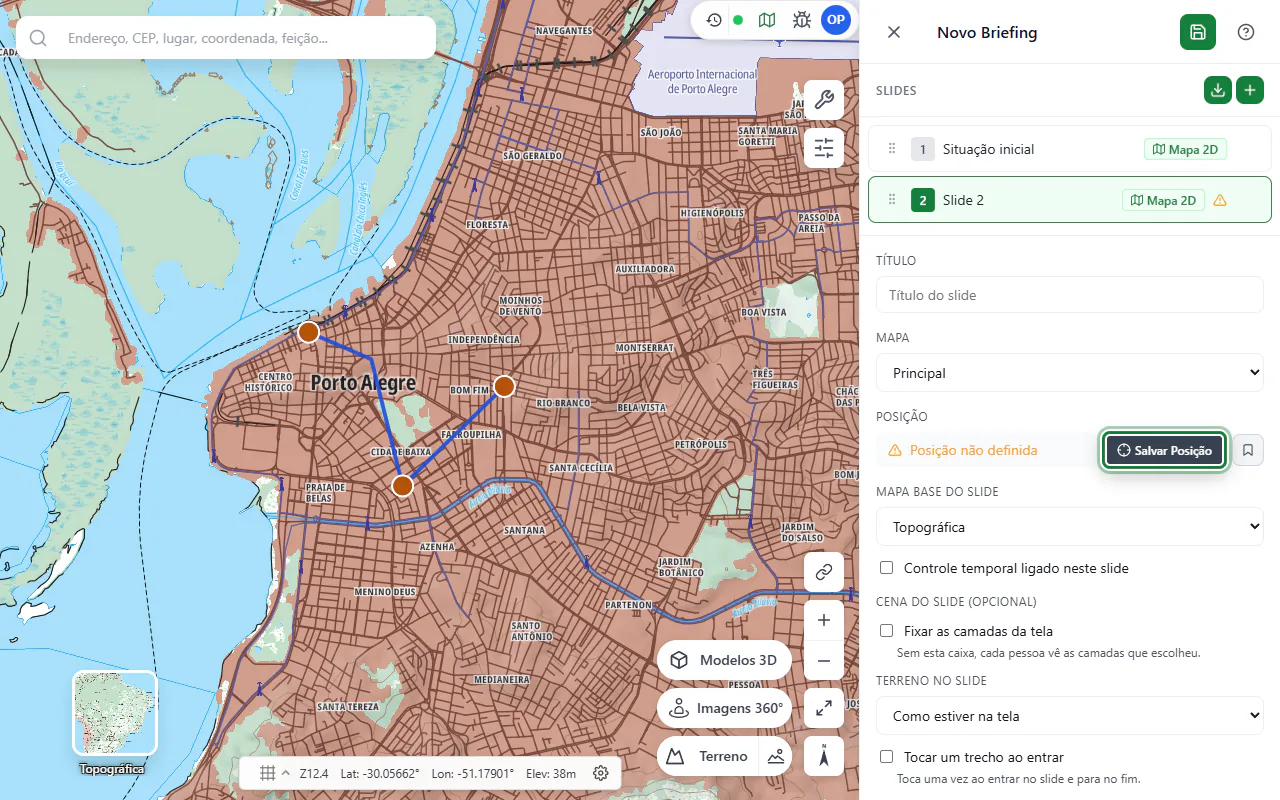 Endereço, CEP, lugar, coordenada, feição...
OP
NAVEGANTES
Aeroporto Internacional
de Porto Alegre
SÃO JOÃO
SANTA MARIA
GORETTI
SÃO GERALDO
HIGIENÓPOLIS
PASSO DA
AREIA
FLORESTA
AUXILIADORA
MOINHOS
DE VENTO
BOA VISTA
INDEPENDÊNCIA
MONTSERRAT
CENTRO
HISTÓRICO
Porto Alegre
BOM FIM
TRÊS
FIGUEIRAS
RIO BRANCO
BELA VISTA
FARROUPILHA
CIDADE BAIXA
PETRÓPOLIS
SANTA CECÍLIA
PRAIA DE
BELAS
SANTANA
JARDIM
DO SALSO
AZENHA
JARDIM
BOTÂNICO
MENINO DEUS
PARTENON
SANTO
ANTÔNIO
MEDIANEIRA
PESSOA
SANTA TEREZA
Modelos 3D
Imagens 360°
Terreno
Topográfica
Z12.4 Lat: -30.05662° Lon: -51.17901° Elev: 38m
Novo Briefing
SLIDES
1 Situação inicial Mapa 2D
2 Slide 2 Mapa 2D
TÍTULO
Título do slide
MAPA
Principal
POSIÇÃO
Posição não definida Salvar Posição
MAPA BASE DO SLIDE
Topográfica
Controle temporal ligado neste slide
CENA DO SLIDE (OPCIONAL)
Fixar as camadas da tela
Sem esta caixa, cada pessoa vê as camadas que escolheu.
TERRENO NO SLIDE
Como estiver na tela
Tocar um trecho ao entrar
Toca uma vez ao entrar no slide e para no fim.